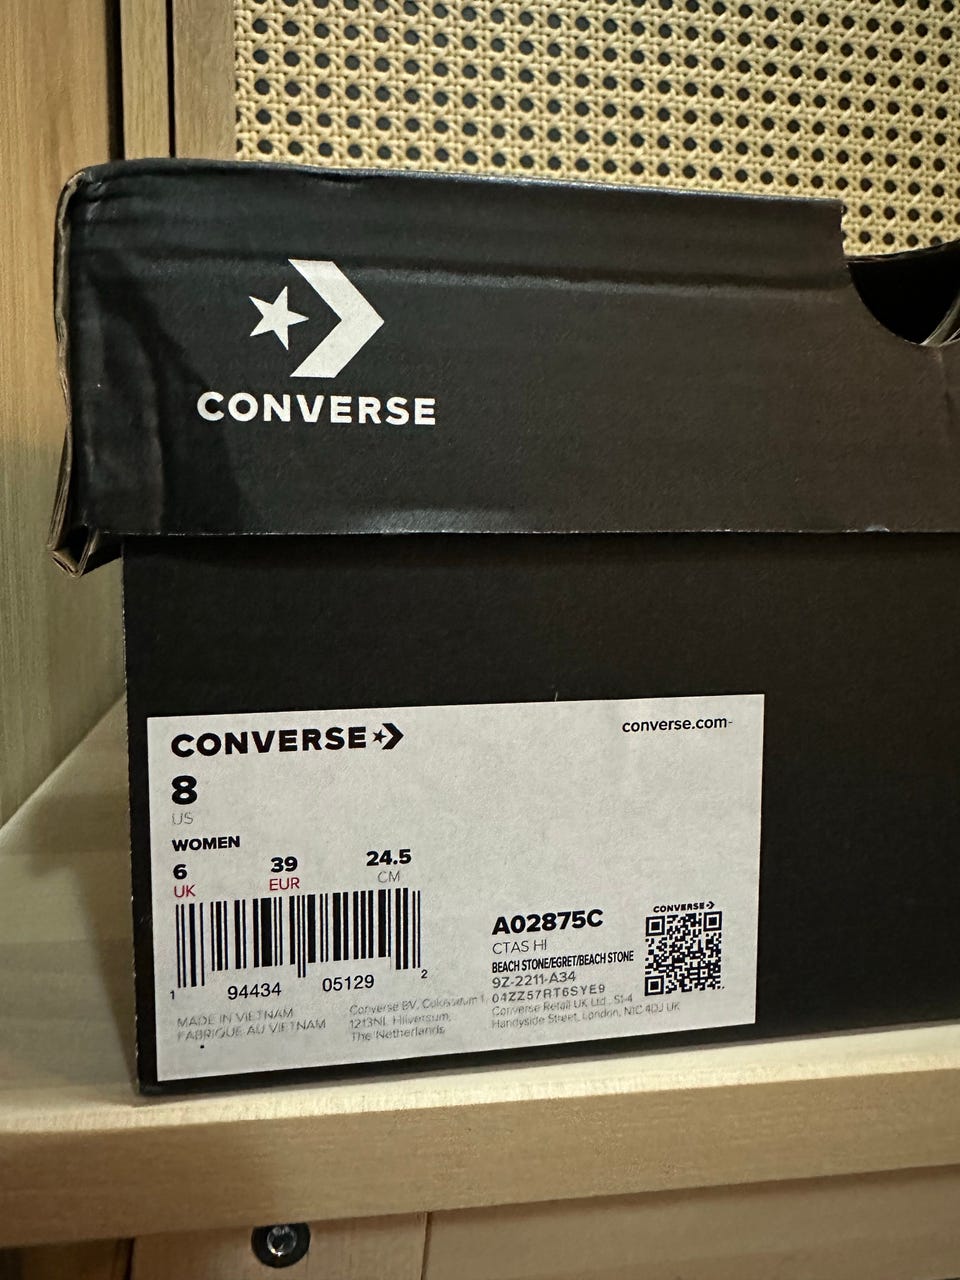 CONVERSE
CONVERSE
converse.com
8
US
WOMEN
6 39 24.5
UK EUR CM
1 94434 05129 2
MADE IN VIETNAM
FABRIQUE AU VIETNAM
Converse BV, Colosseum 1,
1213NL Hilversum,
The Netherlands
CONVERSE
A02875C
CTAS HI
BEACH STONE/EGRET/BEACH STONE
9Z-2211-A34
04ZZ57RT6SYE9
Converse Retail UK Ltd., S1-4
Handyside Street, London, N1C 4DJ UK